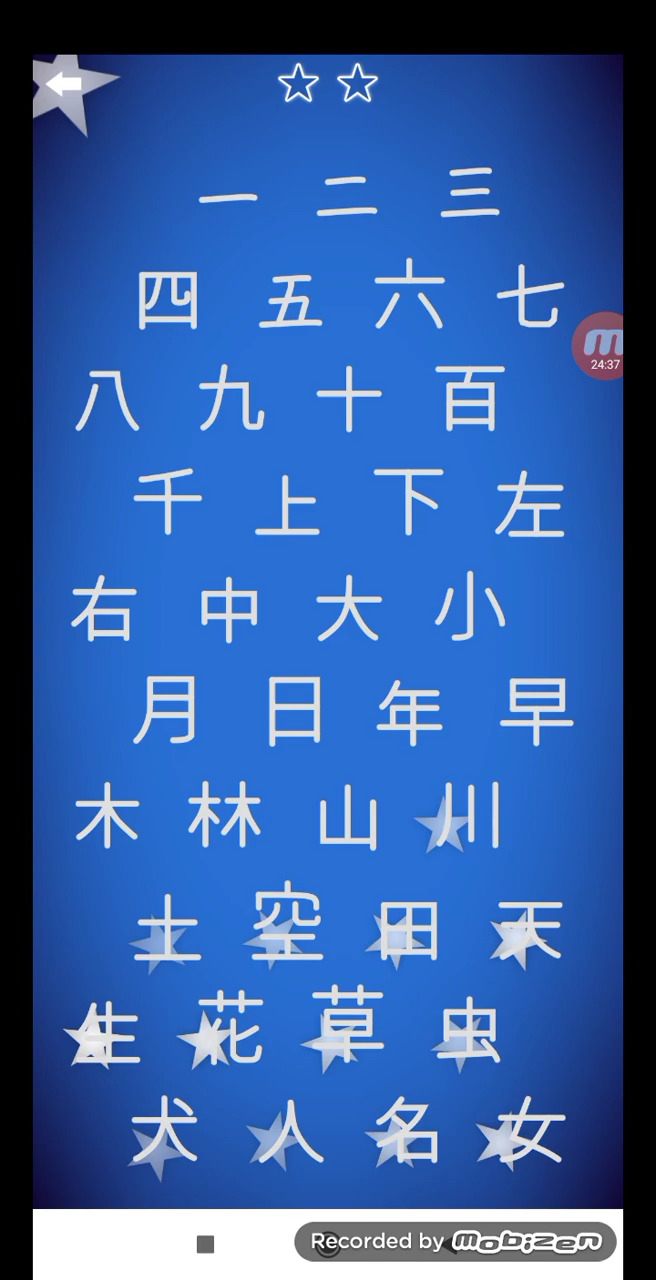 一 二 三
四 五 六 七
24:37
八 九 十 百
千 上 下 左
右 中 大 小
月 日 年 早
木 林 山 川
土 空 田 天
生 花 草 虫
犬 人 名 女
Recorded by mobizen